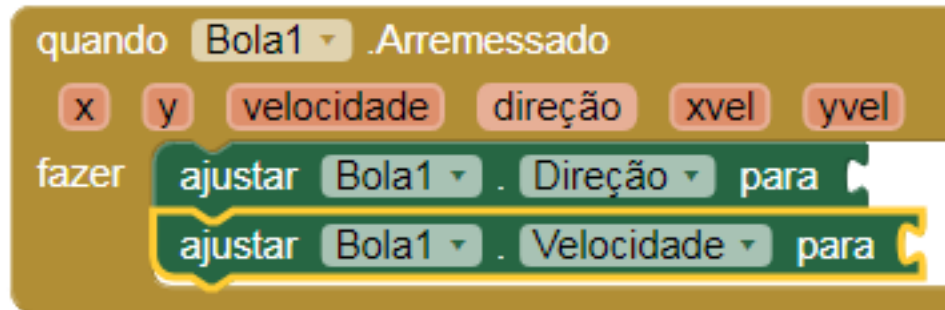 quando Bola1 .Arremessado
x y velocidade direção xvel yvel
fazer ajustar Bola1 . Direção para
ajustar Bola1 . Velocidade para